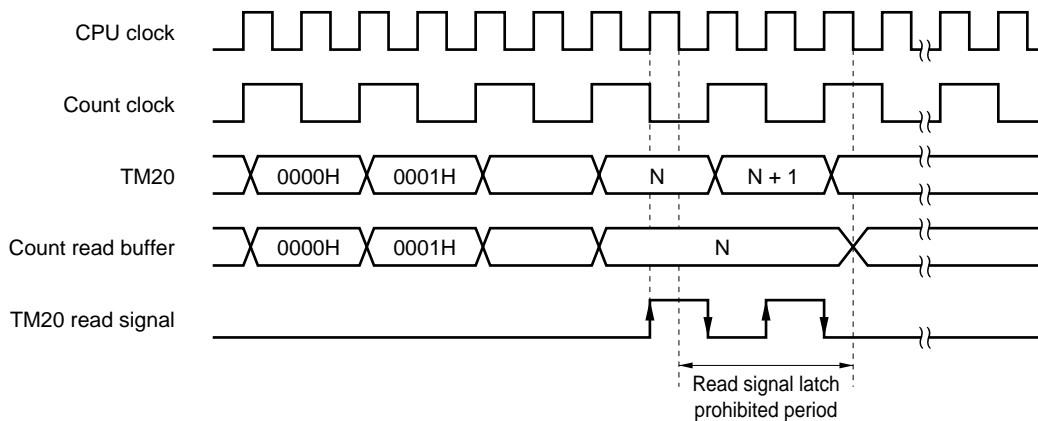 CPU clock
Count clock
TM20
0000H
0001H
N
N + 1
Count read buffer
0000H
0001H
N
TM20 read signal
Read signal latch
prohibited period